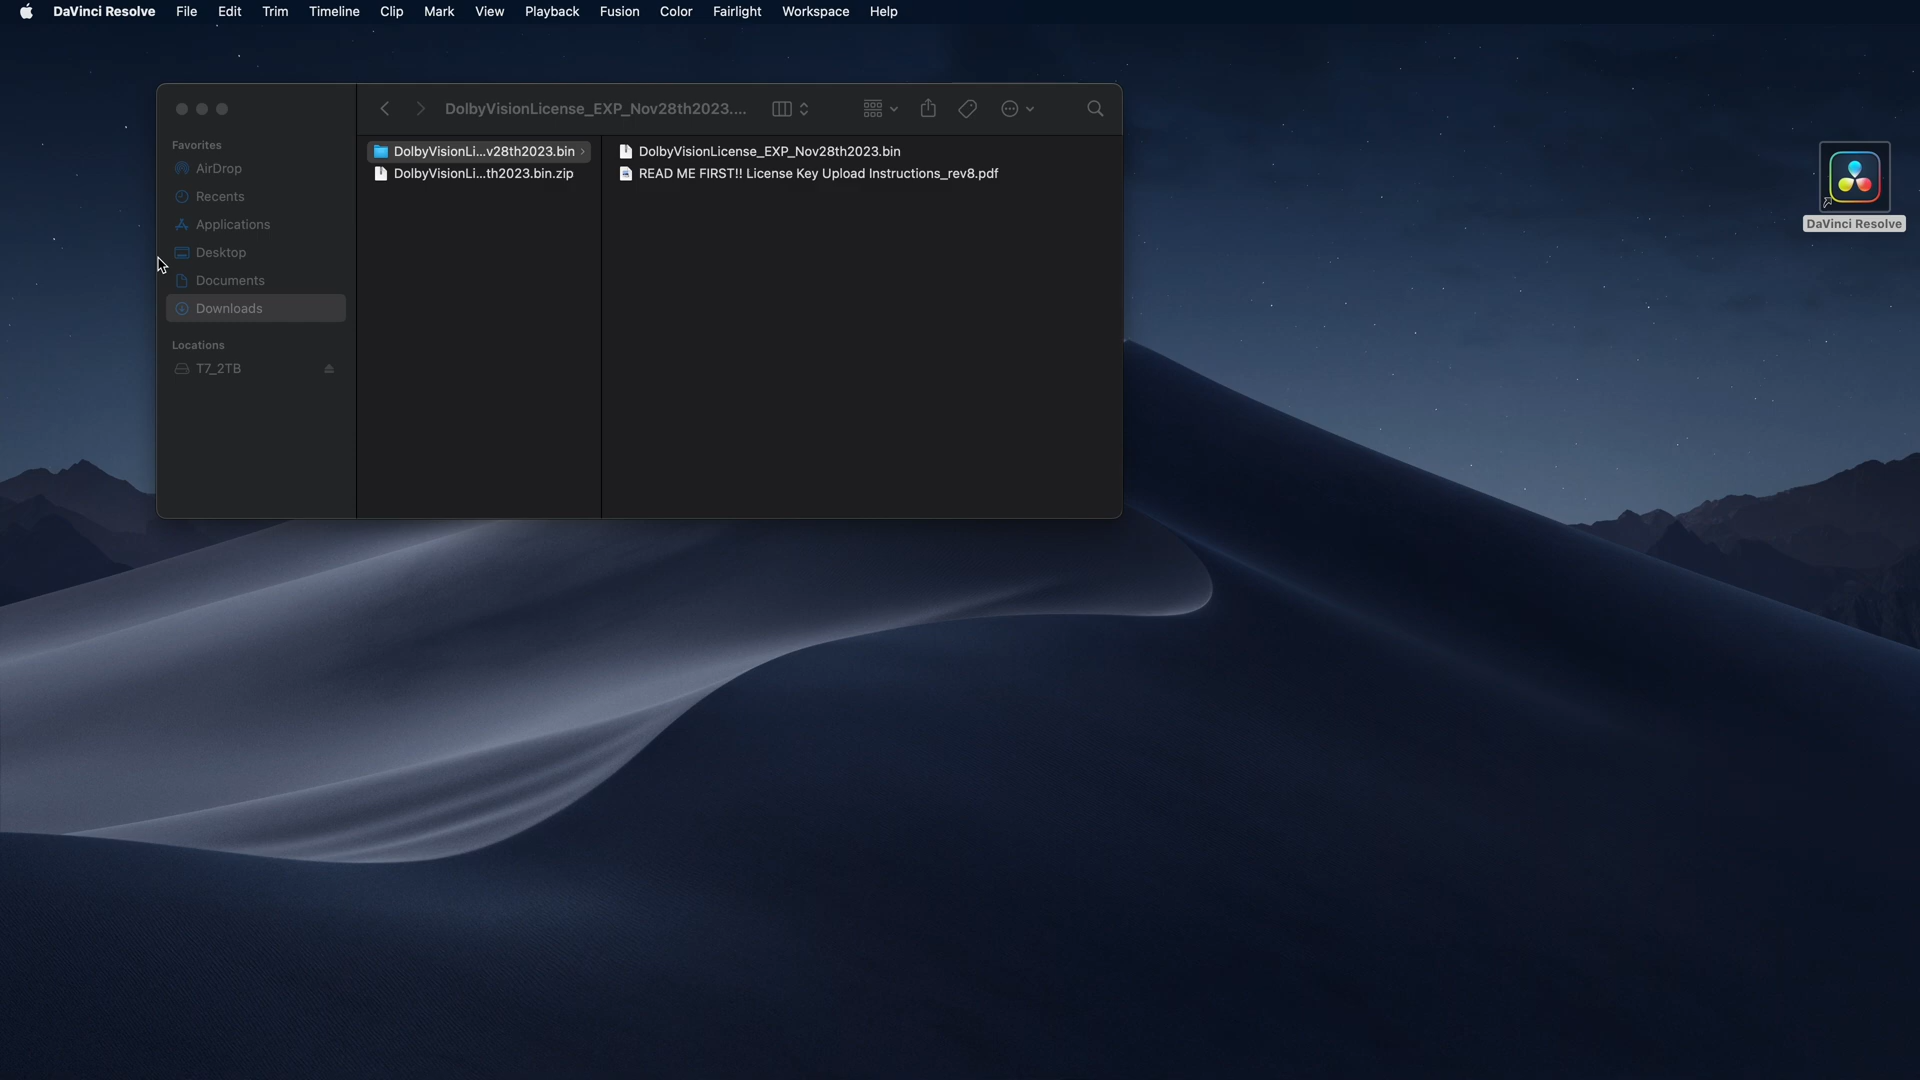 DaVinci Resolve File Edit Trim Timeline Clip Mark View Playback Fusion Color Fairlight Workspace Help
DolbyVisionLicense_EXP_Nov28th2023....
Favorites
AirDrop
Recents
Applications
Desktop
Documents
Downloads
Locations
T7_2TB
DolbyVisionLi...v28th2023.bin
DolbyVisionLi...th2023.bin.zip
DolbyVisionLicense_EXP_Nov28th2023.bin
READ ME FIRST!! License Key Upload Instructions_rev8.pdf
DaVinci Resolve